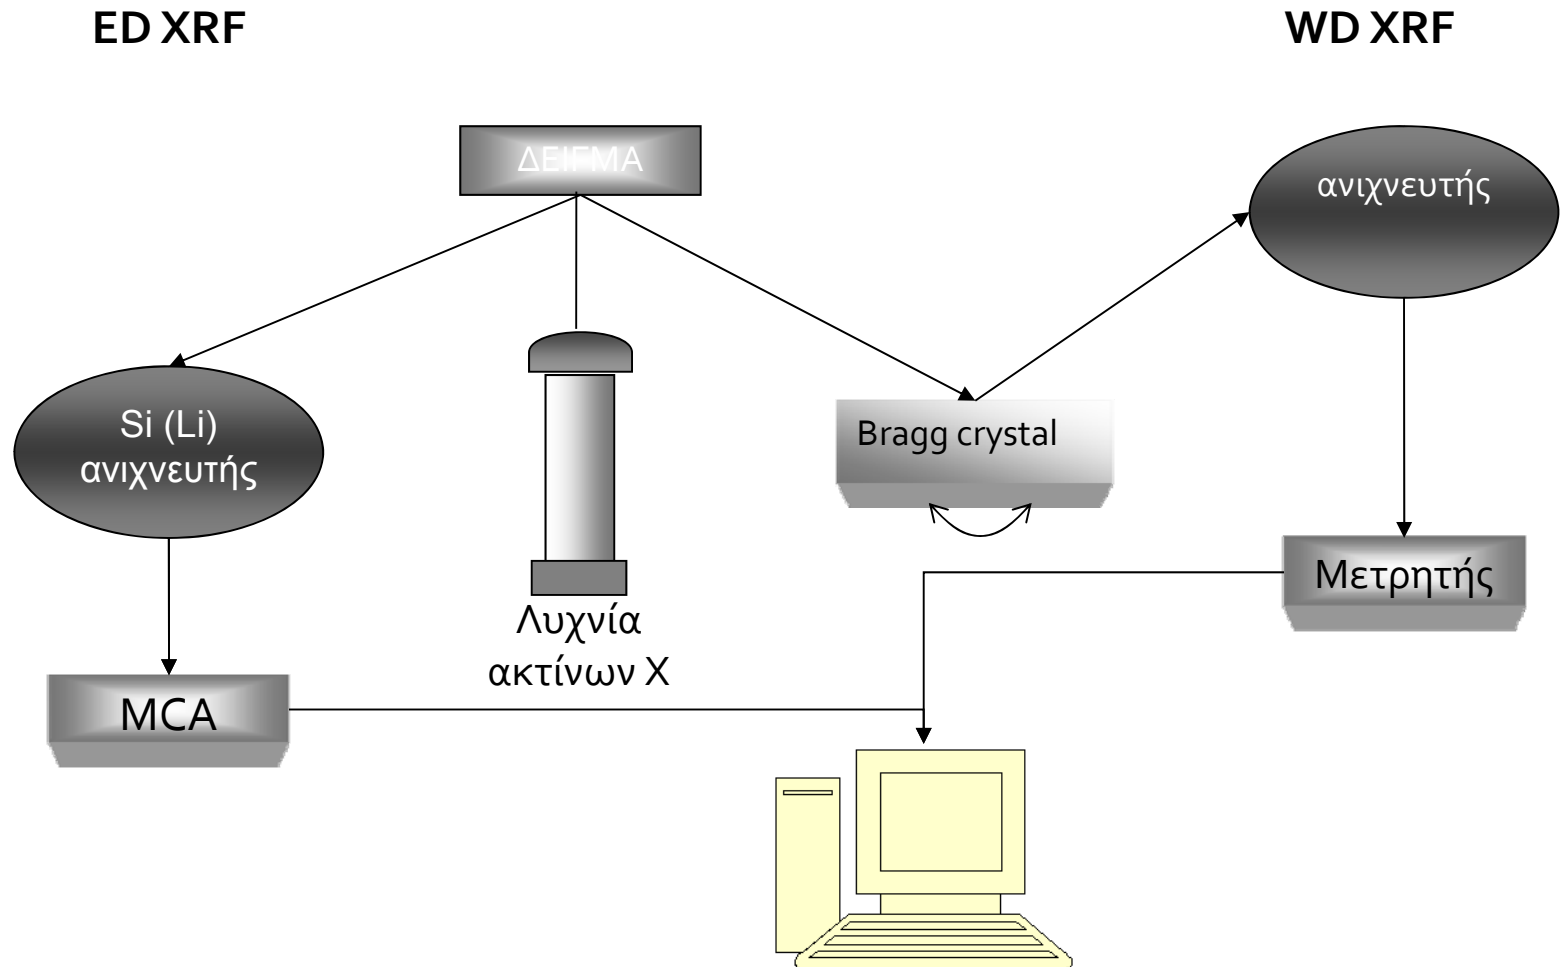 ED XRF
WD XRF
ΔΕΙΓΜΑ
ανιχνευτής
Si (Li)
ανιχνευτής
Bragg crystal
Μετρητής
Λυχνία
ακτίνων Χ
MCA